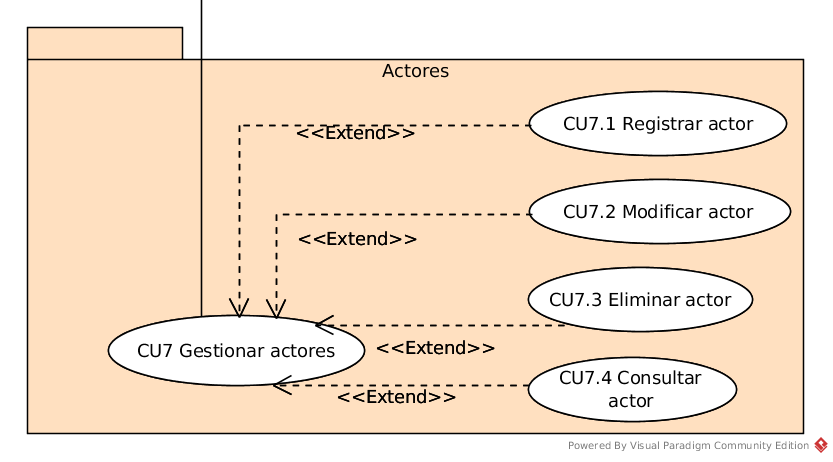 Actores
CU7.1 Registrar actor
<<Extend>>
CU7.2 Modificar actor
<<Extend>>
CU7.3 Eliminar actor
CU7 Gestionar actores
<<Extend>>
CU7.4 Consultar
actor
<<Extend>>
Powered By Visual Paradigm Community Edition